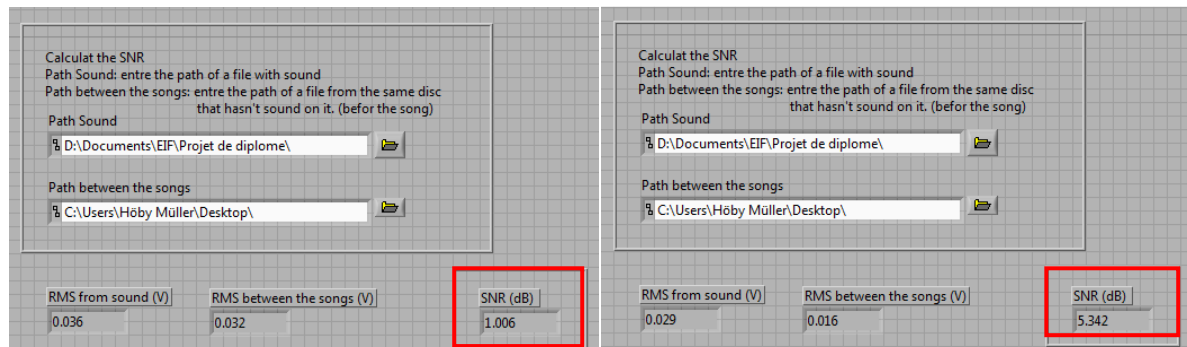 Calculat the SNR
Path Sound: entre the path of a file with sound
Path between the songs: entre the path of a file from the same disc
that hasn't sound on it. (befor the song)
Path Sound
D:\Documents\EIF\Projet de diplome\
Path between the songs
C:\Users\Höby Müller\Desktop\
RMS from sound (V)
RMS between the songs (V)
SNR (dB)
0.036
0.032
1.006
Calculat the SNR
Path Sound: entre the path of a file with sound
Path between the songs: entre the path of a file from the same disc
that hasn't sound on it. (befor the song)
Path Sound
D:\Documents\EIF\Projet de diplome\
Path between the songs
C:\Users\Höby Müller\Desktop\
RMS from sound (V)
RMS between the songs (V)
SNR (dB)
0.029
0.016
5.342